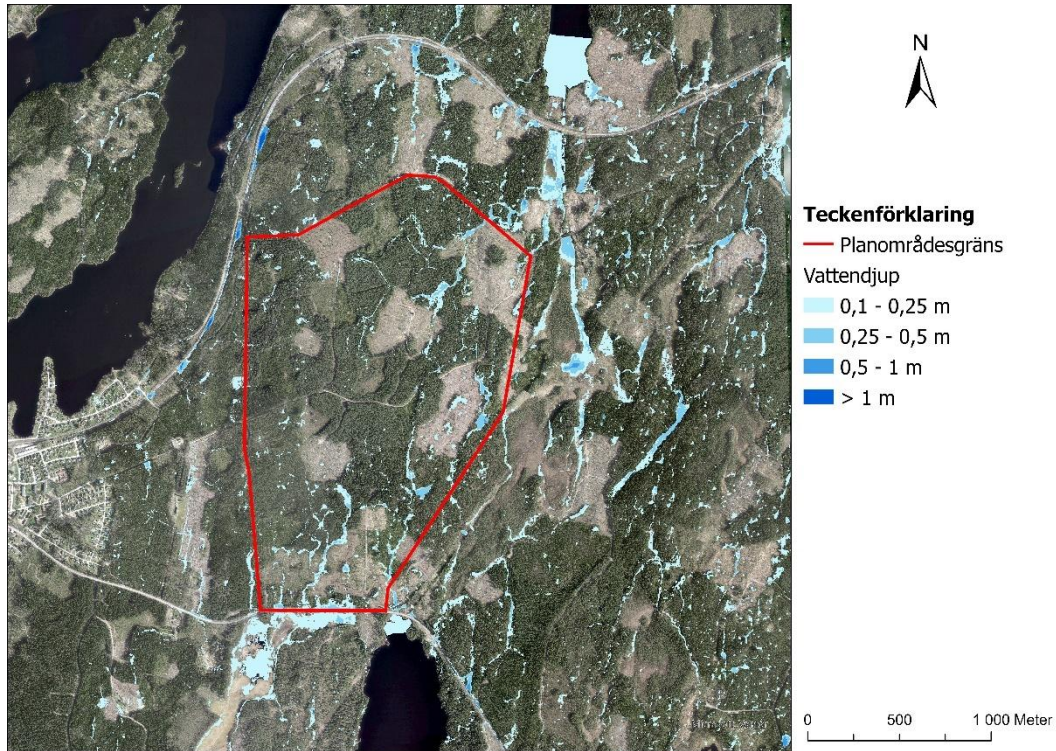 N
Teckenförklaring
Planområdesgräns
Vattendjup
0,1 - 0,25 m
0,25 - 0,5 m
0,5 - 1 m
> 1 m
0 500 1 000 Meter